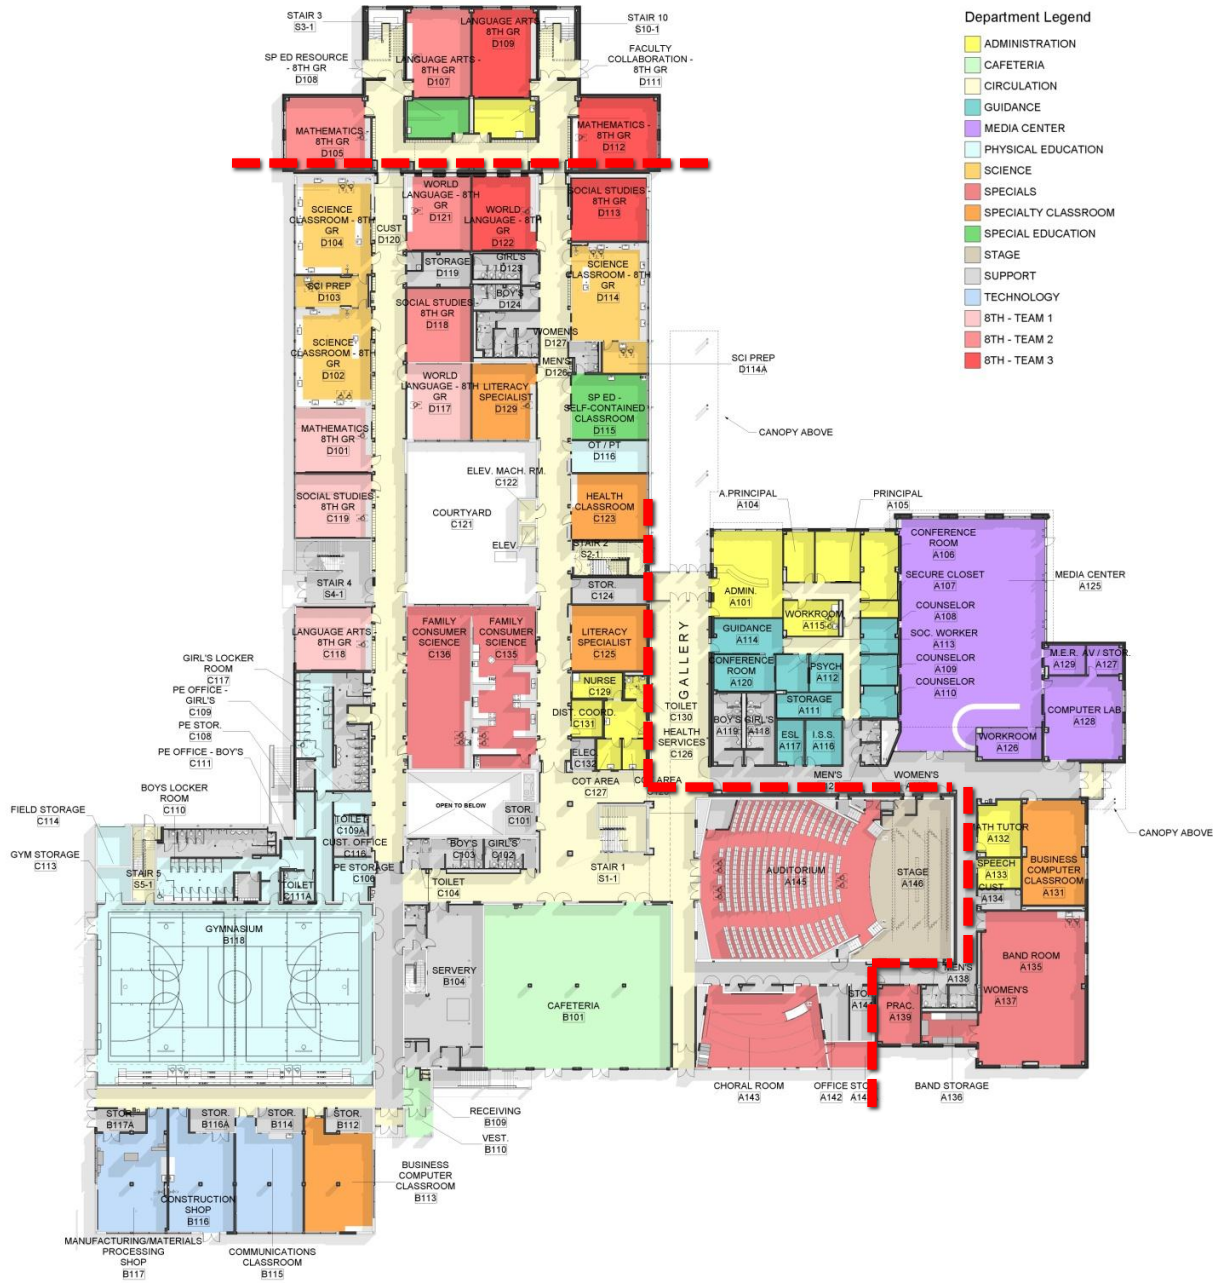 STAIR 3
S3-1
STAIR 10
S10-1
SP ED RESOURCE
- 8TH GR
D108
LANGUAGE ARTS -
8TH GR
D107
LANGUAGE ARTS -
8TH GR
D109
FACULTY
COLLABORATION -
8TH GR
D111
MATHEMATICS -
8TH GR
D105
MATHEMATICS -
8TH GR
D112
Department Legend
ADMINISTRATION
CAFETERIA
CIRCULATION
GUIDANCE
MEDIA CENTER
PHYSICAL EDUCATION
SCIENCE
SPECIALS
SPECIALTY CLASSROOM
SPECIAL EDUCATION
STAGE
SUPPORT
TECHNOLOGY
8TH - TEAM 1
8TH - TEAM 2
8TH - TEAM 3
SCIENCE
CLASSROOM - 8TH
GR
D104
CUST
D120
WORLD
LANGUAGE - 8TH
GR
D121
WORLD
LANGUAGE - 8TH
GR
D122
SOCIAL STUDIES -
8TH GR
D113
STORAGE
D119
GIRL'S
D123
BOY'S
D124
SCI PREP
D103
SCIENCE
CLASSROOM - 8TH
GR
D114
SOCIAL STUDIES -
8TH GR
D118
WOMEN'S
D127
MEN'S
D126
SCIENCE
CLASSROOM - 8TH
GR
D102
SCI PREP
D114A
WORLD
LANGUAGE - 8TH
GR
D117
LITERACY
SPECIALIST
D129
SP ED -
SELF-CONTAINED
CLASSROOM
D115
MATHEMATICS
8TH GR
D101
CANOPY ABOVE
OT / PT
D116
ELEV. MACH. RM.
C122
SOCIAL STUDIES -
8TH GR
C119
COURTYARD
C121
HEALTH
CLASSROOM
C123
ELEV
STAIR 2
S2-1
A.PRINCIPAL
A104
PRINCIPAL
A105
CONFERENCE
ROOM
A106
SECURE CLOSET
A107
MEDIA CENTER
A125
STAIR 4
S4-1
STOR.
C124
ADMIN.
A101
WORKROOM
A115
COUNSELOR
A108
LANGUAGE ARTS -
8TH GR
C118
FAMILY
CONSUMER
SCIENCE
C136
FAMILY
CONSUMER
SCIENCE
C135
LITERACY
SPECIALIST
C125
GALLERY
GUIDANCE
A114
SOC. WORKER
A113
COUNSELOR
A109
COUNSELOR
A110
CONFERENCE
ROOM
A120
PSYCH
A112
STORAGE
A111
M.E.R.
A129
AV / STOR.
A127
GIRL'S LOCKER
ROOM
C117
PE OFFICE -
GIRL'S
C109
PE STOR.
C108
PE OFFICE - BOY'S
C111
NURSE
C129
DIST. COORD.
C131
TOILET
C130
HEALTH
SERVICES
C126
BOY'S
A119
GIRL'S
A118
ESL
A117
I.S.S.
A116
COMPUTER LAB
A128
WORKROOM
A126
ELEC
C132
COT AREA
C127
MEN'S
WOMEN'S
BOYS LOCKER
ROOM
C110
FIELD STORAGE
C114
GYM STORAGE
C113
OPEN TO BELOW
STOR.
C101
TOILET
C109A
CUST. OFFICE
C116
PE STORAGE
C106
STAIR 5
S5-1
TOILET
C111A
BOY'S
C103
GIRL'S
C102
TOILET
C104
STAIR 1
S1-1
AUDITORIUM
A145
STAGE
A146
MATH TUTOR
A132
SPEECH
A133
CUST.
A134
BUSINESS
COMPUTER
CLASSROOM
A131
CANOPY ABOVE
GYMNASIUM
B118
SERVERY
B104
CAFETERIA
B101
BAND ROOM
A135
MEN'S
A138
WOMEN'S
A137
PRAC.
A139
CHORAL ROOM
A143
OFFICE
A142
BAND STORAGE
A136
RECEIVING
B109
VEST.
B110
STOR.
B117A
STOR.
B116A
STOR.
B114
STOR.
B112
BUSINESS
COMPUTER
CLASSROOM
B113
CONSTRUCTION
SHOP
B116
MANUFACTURING/MATERIALS
PROCESSING
SHOP
B117
COMMUNICATIONS
CLASSROOM
B115